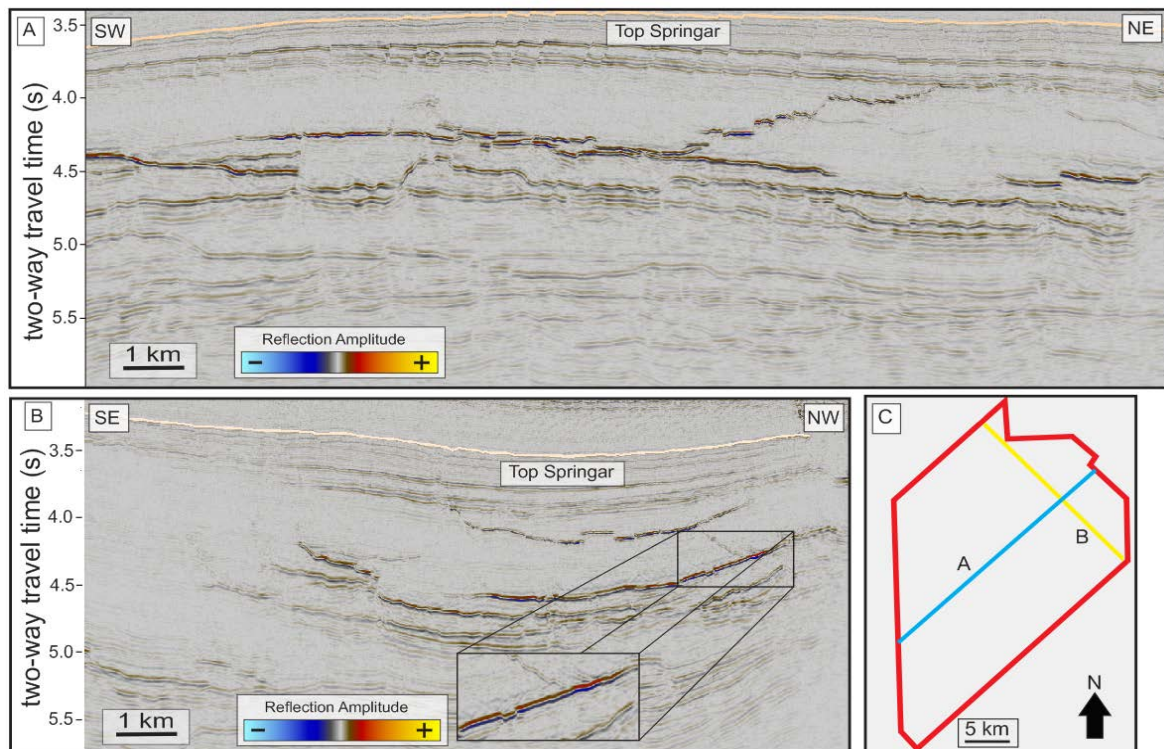 A
SW
Top Springar
NE
two-way travel time (s)
3.5
4.0
4.5
5.0
5.5
Reflection Amplitude
- +
1 km
B
SE
Top Springar
NW
two-way travel time (s)
3.5
4.0
4.5
5.0
5.5
Reflection Amplitude
- +
1 km
C
A
B
N
5 km